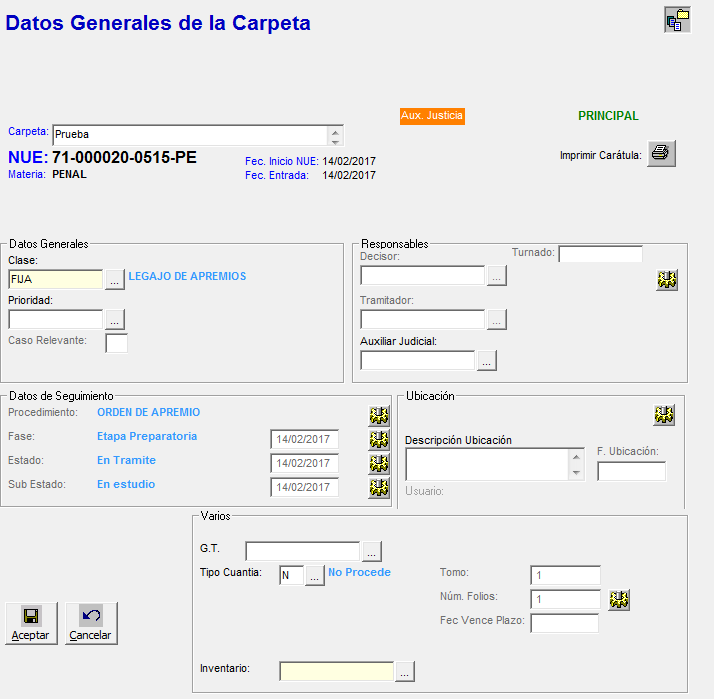 Datos Generales de la Carpeta
Aux. Justicia
PRINCIPAL
Carpeta: Prueba
NUE: 71-000020-0515-PE
Fec. Inicio NUE: 14/02/2017
Imprimir Carátula:
Materia: PENAL
Fec. Entrada: 14/02/2017
Datos Generales
Clase:
FIJA ... LEGAJO DE APREMIOS
Prioridad:
...
Caso Relevante:
Responsables
Decisor:
Turnado:
...
Tramitador:
...
Auxiliar Judicial:
...
Datos de Seguimiento
Procedimiento: ORDEN DE APREMIO
Fase: Etapa Preparatoria 14/02/2017
Estado: En Tramite 14/02/2017
Sub Estado: En estudio 14/02/2017
Ubicación
Descripción Ubicación
F. Ubicación:
Usuario:
Varios
G.T. ...
Tipo Cuantia: N ... No Procede
Tomo: 1
Núm. Folios: 1
Fec Vence Plazo:
Inventario: ...
Aceptar
Cancelar